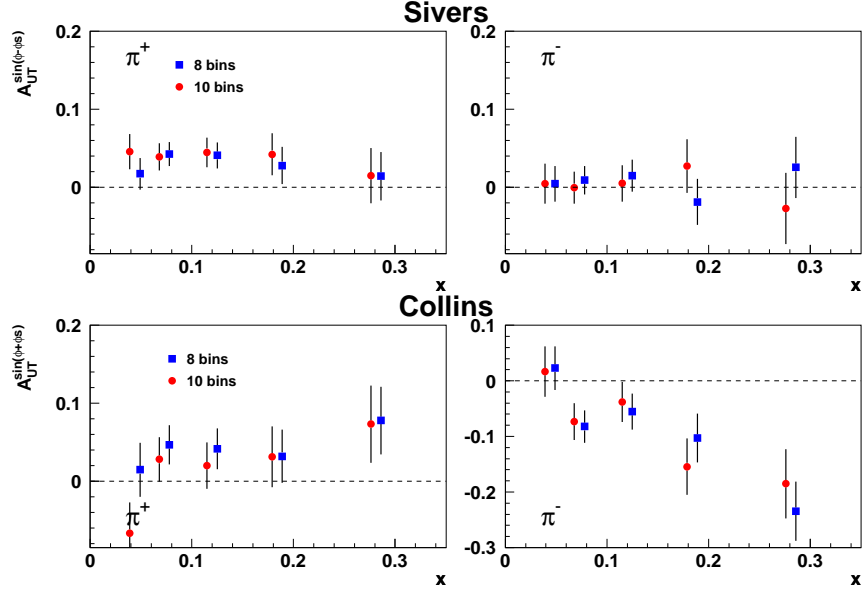 Sivers
A_UT^sin(ϕ-ϕs)
0.2
0.1
0
π+
8 bins
10 bins
0 0.1 0.2 0.3
x
0.2
0.1
0
π-
0 0.1 0.2 0.3
x
Collins
A_UT^sin(ϕ+ϕs)
0.2
0.1
0
8 bins
10 bins
π+
0 0.1 0.2 0.3
x
0.1
0
-0.1
-0.2
-0.3
π-
0 0.1 0.2 0.3
x